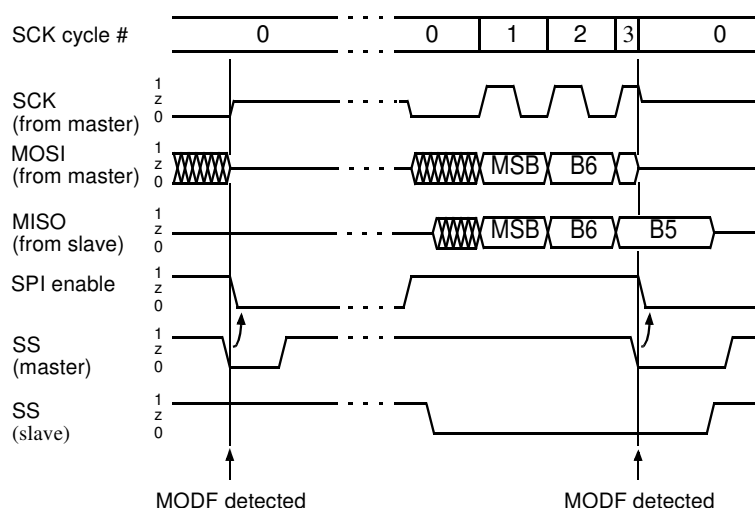 SCK cycle # 0 0 1 2 3 0
SCK
(from master)
1
z
0
MOSI
(from master)
1
z
0
MSB B6
MISO
(from slave)
1
z
0
MSB B6 B5
SPI enable
1
z
0
SS
(master)
1
z
0
SS
(slave)
1
z
0
MODF detected MODF detected